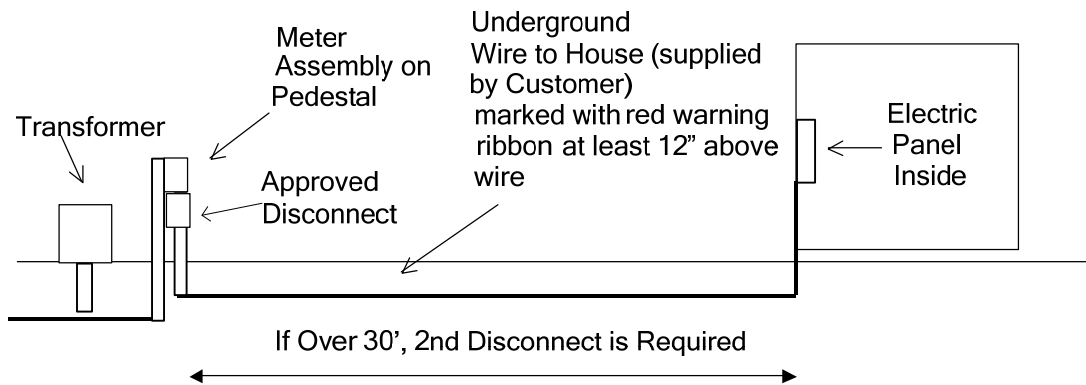 Transformer
Meter
Assembly on
Pedestal
Approved
Disconnect
Underground
Wire to House (supplied
by Customer)
marked with red warning
ribbon at least 12” above
wire
Electric
Panel
Inside
If Over 30’, 2nd Disconnect is Required